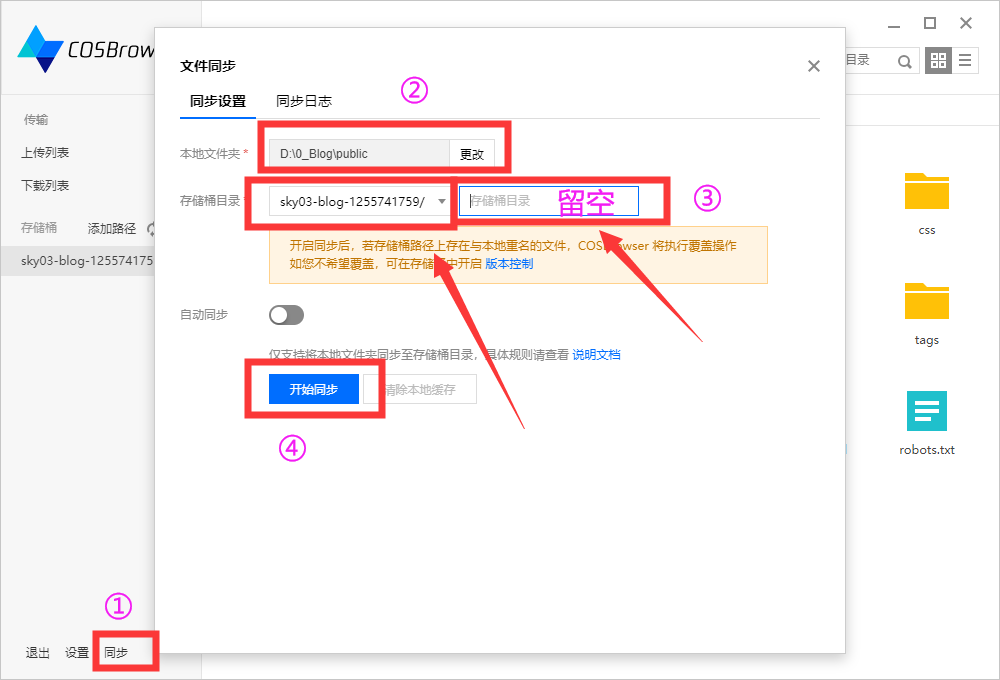 COSBrow
传输
上传列表
下载列表
存储桶 添加路径
sky03-blog-12557415
退出 设置 同步
①
文件同步
同步设置 同步日志
②
本地文件夹 * D:\0_Blog\public 更改
存储桶目录 sky03-blog-1255741759/ 存储桶目录 留空
③
开启同步后，若存储桶路径上存在与本地重名的文件，COSBrowser 将执行覆盖操作
如您不希望覆盖，可在存储桶中开启 版本控制
自动同步
仅支持将本地文件夹同步至存储桶目录，具体规则请查看 说明文档
开始同步 清除本地缓存
④
目录
css
tags
robots.txt